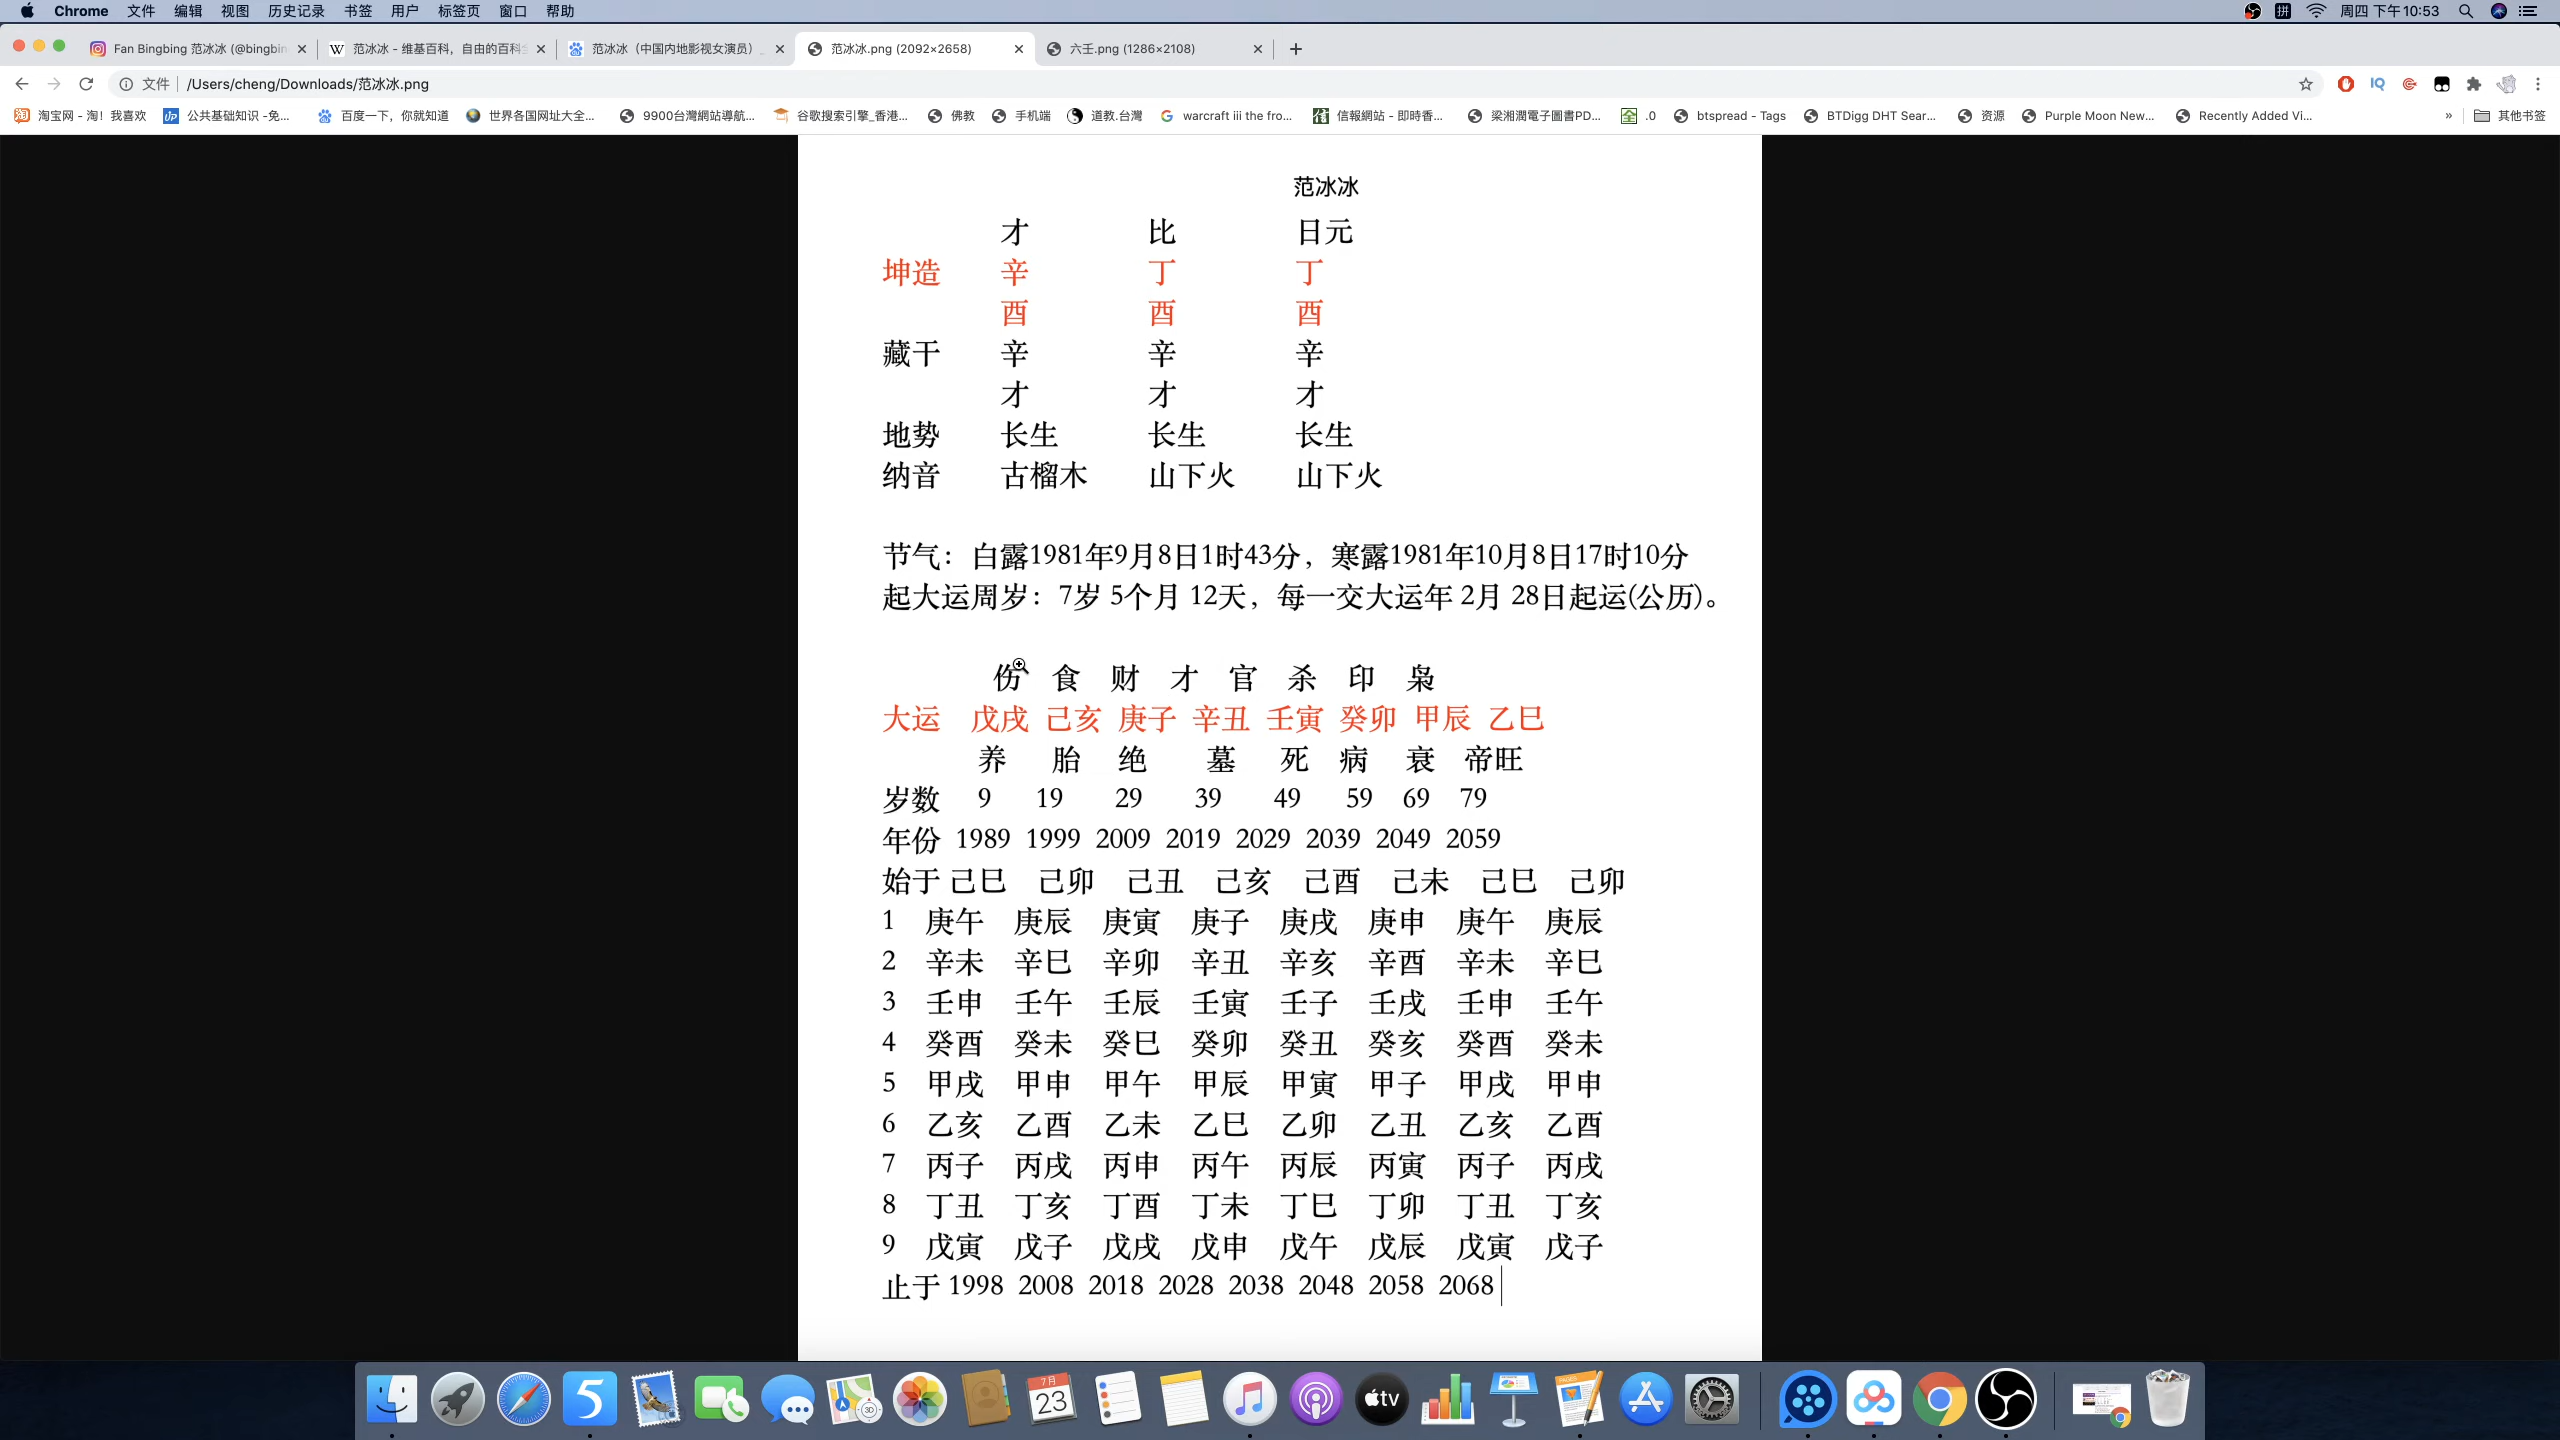 Chrome 文件 编辑 视图 历史记录 书签 用户 标签页 窗口 帮助 拼 周四 下午10:53
Fan Bingbing 范冰冰 (@bingbin 范冰冰 - 维基百科，自由的百科全 范冰冰（中国内地影视女演员）_ 范冰冰.png (2092×2658) 六壬.png (1286×2108)
文件 /Users/cheng/Downloads/范冰冰.png
淘宝网 - 淘！我喜欢 公共基础知识 -免... 百度一下，你就知道 世界各国网址大全... 9900台灣網站導航... 谷歌搜索引擎_香港... 佛教 手机端 道教.台灣 warcraft iii the fro... 信報網站 - 即時香... 梁湘潤電子圖書PD... .0 btspread - Tags BTDigg DHT Sear... 资源 Purple Moon New... Recently Added Vi... » 其他书签
范冰冰
才 比 日元
坤造 辛 丁 丁
酉 酉 酉
藏干 辛 辛 辛
才 才 才
地势 长生 长生 长生
纳音 古榴木 山下火 山下火
节气：白露1981年9月8日1时43分，寒露1981年10月8日17时10分
起大运周岁：7岁 5个月 12天，每一交大运年 2月 28日起运(公历)。
伤 食 财 才 官 杀 印 枭
大运 戊戌 己亥 庚子 辛丑 壬寅 癸卯 甲辰 乙巳
养 胎 绝 墓 死 病 衰 帝旺
岁数 9 19 29 39 49 59 69 79
年份 1989 1999 2009 2019 2029 2039 2049 2059
始于 己巳 己卯 己丑 己亥 己酉 己未 己巳 己卯
1 庚午 庚辰 庚寅 庚子 庚戌 庚申 庚午 庚辰
2 辛未 辛巳 辛卯 辛丑 辛亥 辛酉 辛未 辛巳
3 壬申 壬午 壬辰 壬寅 壬子 壬戌 壬申 壬午
4 癸酉 癸未 癸巳 癸卯 癸丑 癸亥 癸酉 癸未
5 甲戌 甲申 甲午 甲辰 甲寅 甲子 甲戌 甲申
6 乙亥 乙酉 乙未 乙巳 乙卯 乙丑 乙亥 乙酉
7 丙子 丙戌 丙申 丙午 丙辰 丙寅 丙子 丙戌
8 丁丑 丁亥 丁酉 丁未 丁巳 丁卯 丁丑 丁亥
9 戊寅 戊子 戊戌 戊申 戊午 戊辰 戊寅 戊子
止于 1998 2008 2018 2028 2038 2048 2058 2068
5 3D 7月 23 tv PAGES